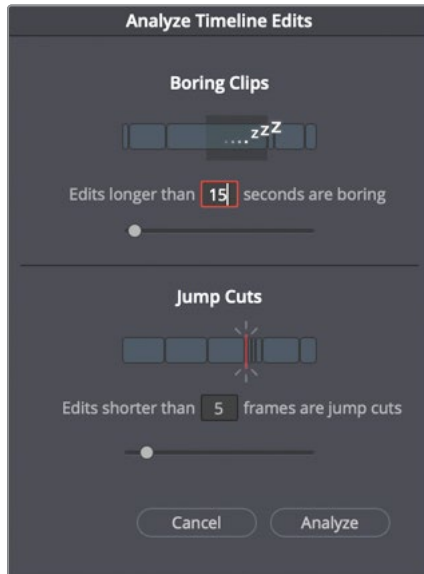 Analyze Timeline Edits
Boring Clips
zzZ
Edits longer than 15 seconds are boring
Jump Cuts
Edits shorter than 5 frames are jump cuts
Cancel Analyze